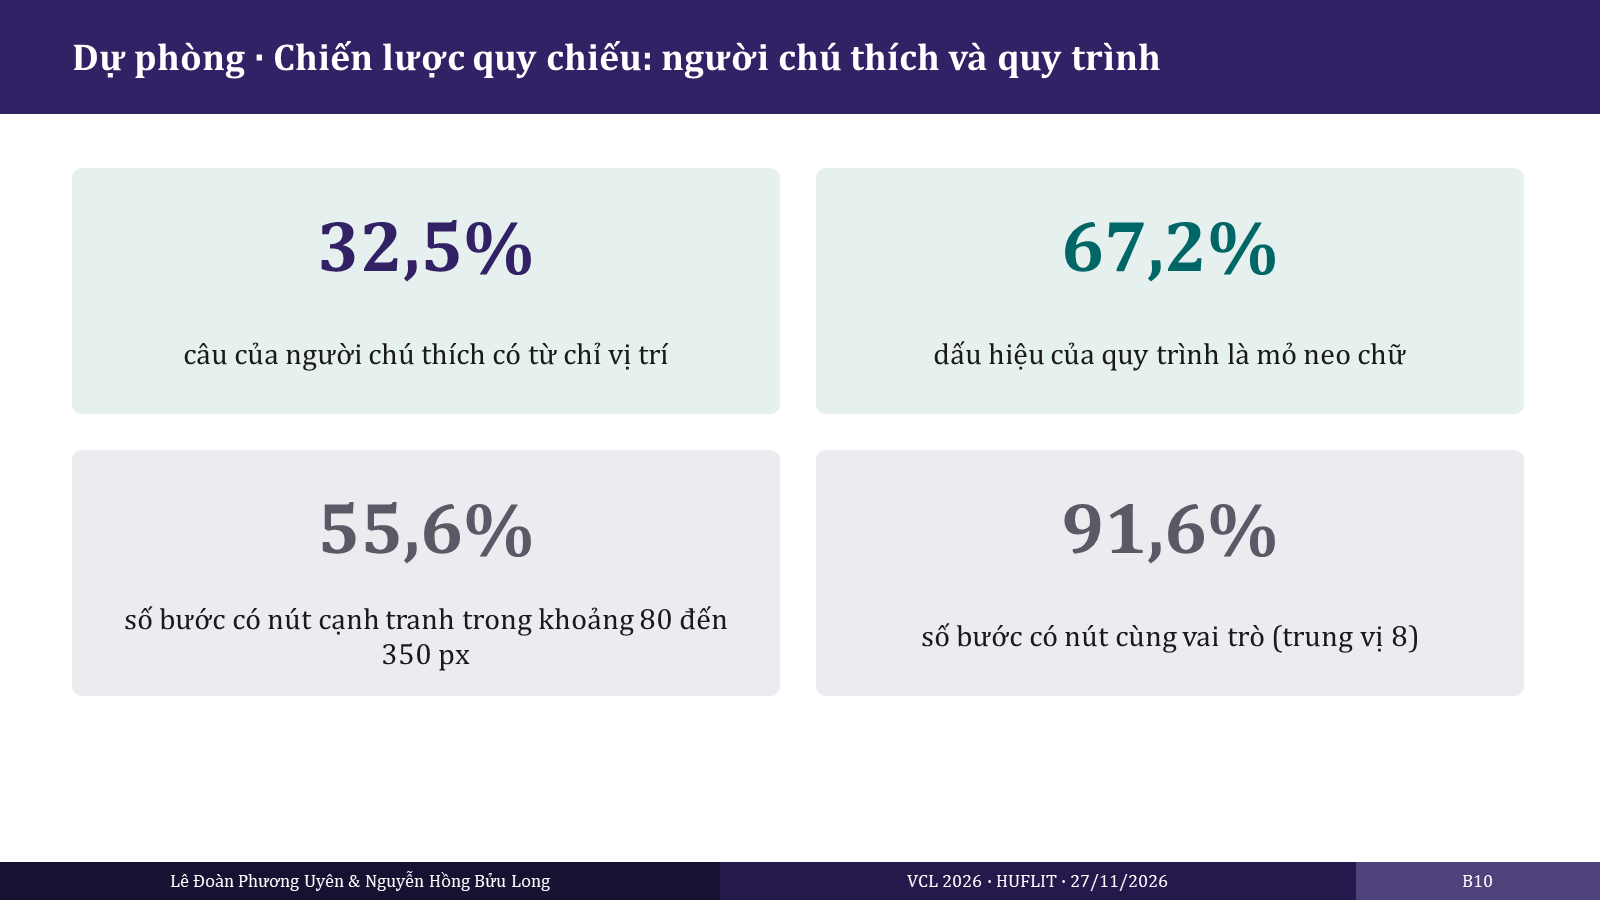 Dự phòng · Chiến lược quy chiếu: người chú thích và quy trình
32,5%
câu của người chú thích có từ chỉ vị trí
67,2%
dấu hiệu của quy trình là mỏ neo chữ
55,6%
số bước có nút cạnh tranh trong khoảng 80 đến
350 px
91,6%
số bước có nút cùng vai trò (trung vị 8)
Lê Đoàn Phương Uyên & Nguyễn Hồng Bửu Long
VCL 2026 · HUFLIT · 27/11/2026
B10